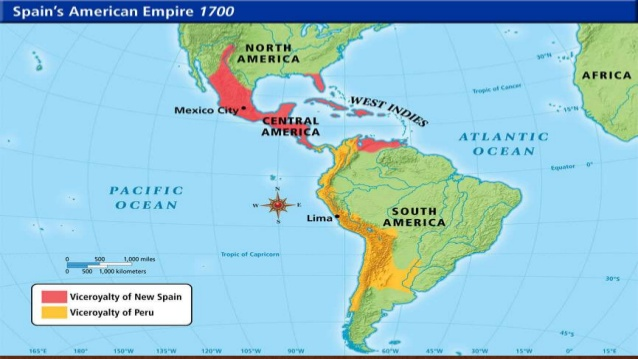 Spain's American Empire 1700
NORTH
AMERICA
AFRICA
30°N
Tropic of Cancer
15°N
WEST INDIES
Mexico City
CENTRAL
AMERICA
ATLANTIC
OCEAN
Equator 0°
PACIFIC
OCEAN
N
W E
S
Lima
SOUTH
AMERICA
Tropic of Capricorn
0 500 1,000 miles
0 500 1,000 kilometers
30°S
Viceroyalty of New Spain
Viceroyalty of Peru
45°S
165°E 180° 150°W 135°W 120°W 105°W 90°W 60°W 45°W 30°W 15°W 0° 15°E